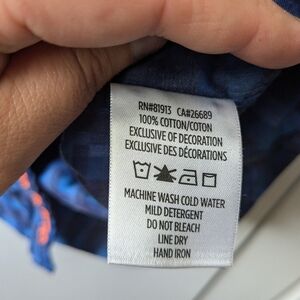 RN#81913 CA#26689
100% COTTON/COTON
EXCLUSIVE OF DECORATION
EXCLUSIVE DES DÉCORATIONS
MACHINE WASH COLD WATER
MILD DETERGENT
DO NOT BLEACH
LINE DRY
HAND IRON